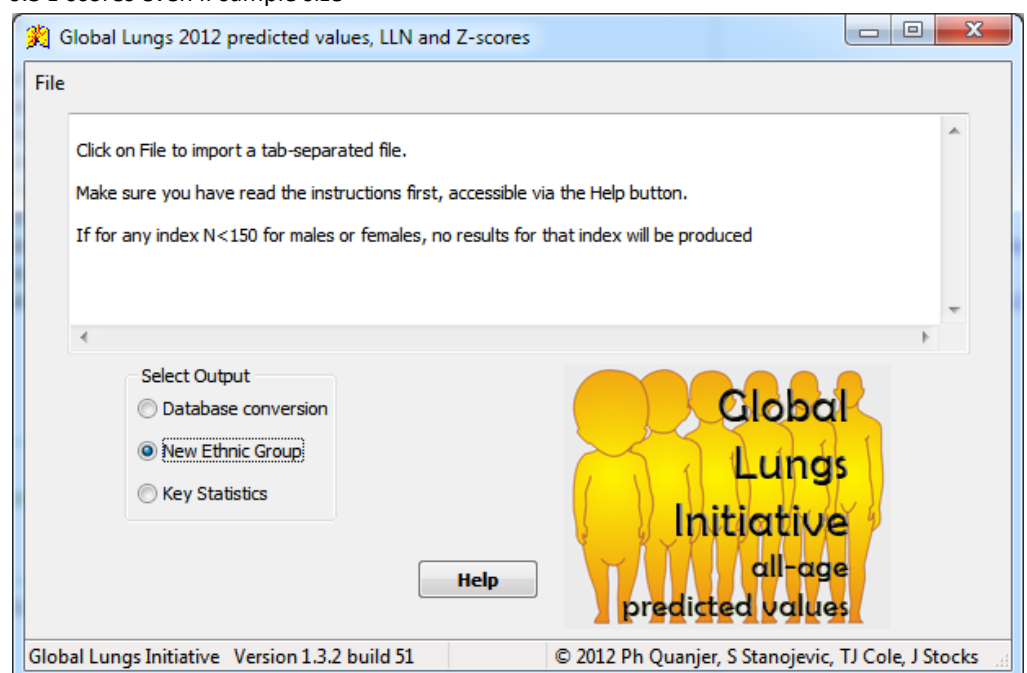 Global Lungs 2012 predicted values, LLN and Z-scores
File
Click on File to import a tab-separated file.
Make sure you have read the instructions first, accessible via the Help button.
If for any index N<150 for males or females, no results for that index will be produced
Select Output
Database conversion
New Ethnic Group
Key Statistics
Help
Global
Lungs
Initiative
all-age
predicted values
Global Lungs Initiative Version 1.3.2 build 51 © 2012 Ph Quanjer, S Stanojevic, TJ Cole, J Stocks